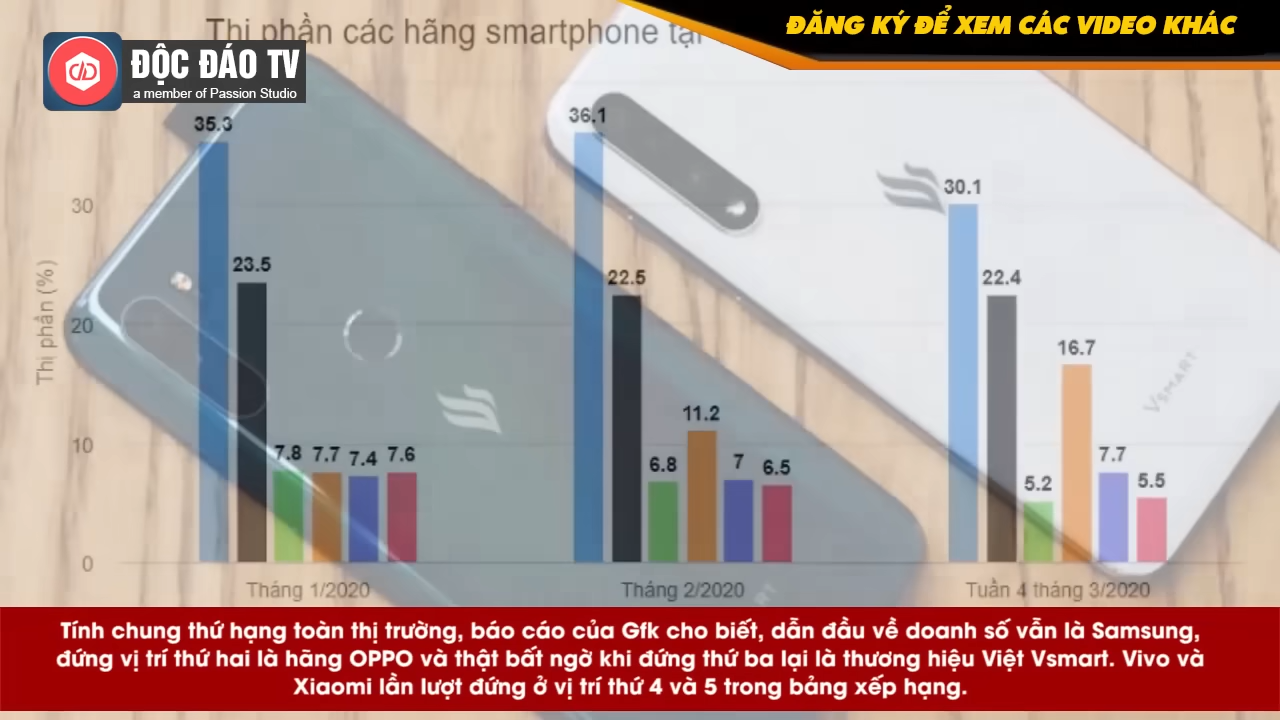 Thị phần các hãng smartphone tại
ĐĂNG KÝ ĐỂ XEM CÁC VIDEO KHÁC
ĐỘC ĐÁO TV
a member of Passion Studio
Thị phần (%)
30
20
10
0
35.3
23.5
7.8
7.7
7.4
7.6
36.1
22.5
6.8
11.2
7
6.5
30.1
22.4
5.2
16.7
7.7
5.5
Tháng 1/2020
Tháng 2/2020
Tuần 4 tháng 3/2020
VSMART
Tính chung thứ hạng toàn thị trường, báo cáo của Gfk cho biết, dẫn đầu về doanh số vẫn là Samsung,
đứng vị trí thứ hai là hãng OPPO và thật bất ngờ khi đứng thứ ba lại là thương hiệu Việt Vsmart. Vivo và
Xiaomi lần lượt đứng ở vị trí thứ 4 và 5 trong bảng xếp hạng.